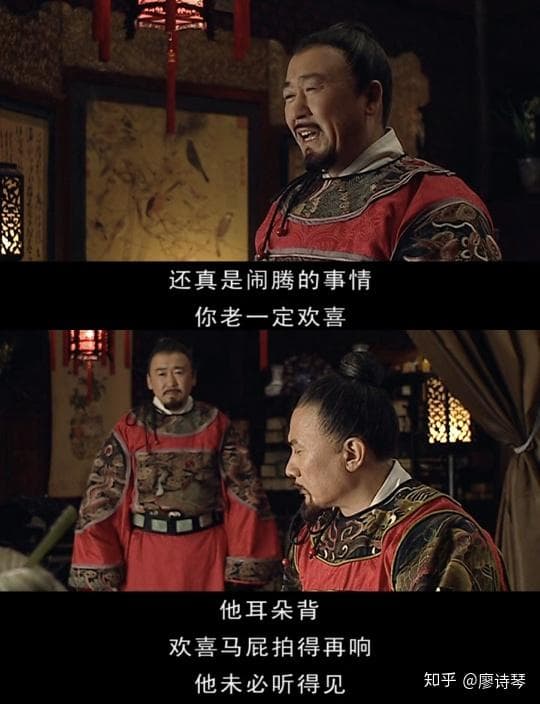 还真是闹腾的事情
你老一定欢喜
他耳朵背
欢喜马屁拍得再响
他未必听得见
知乎 @廖诗琴